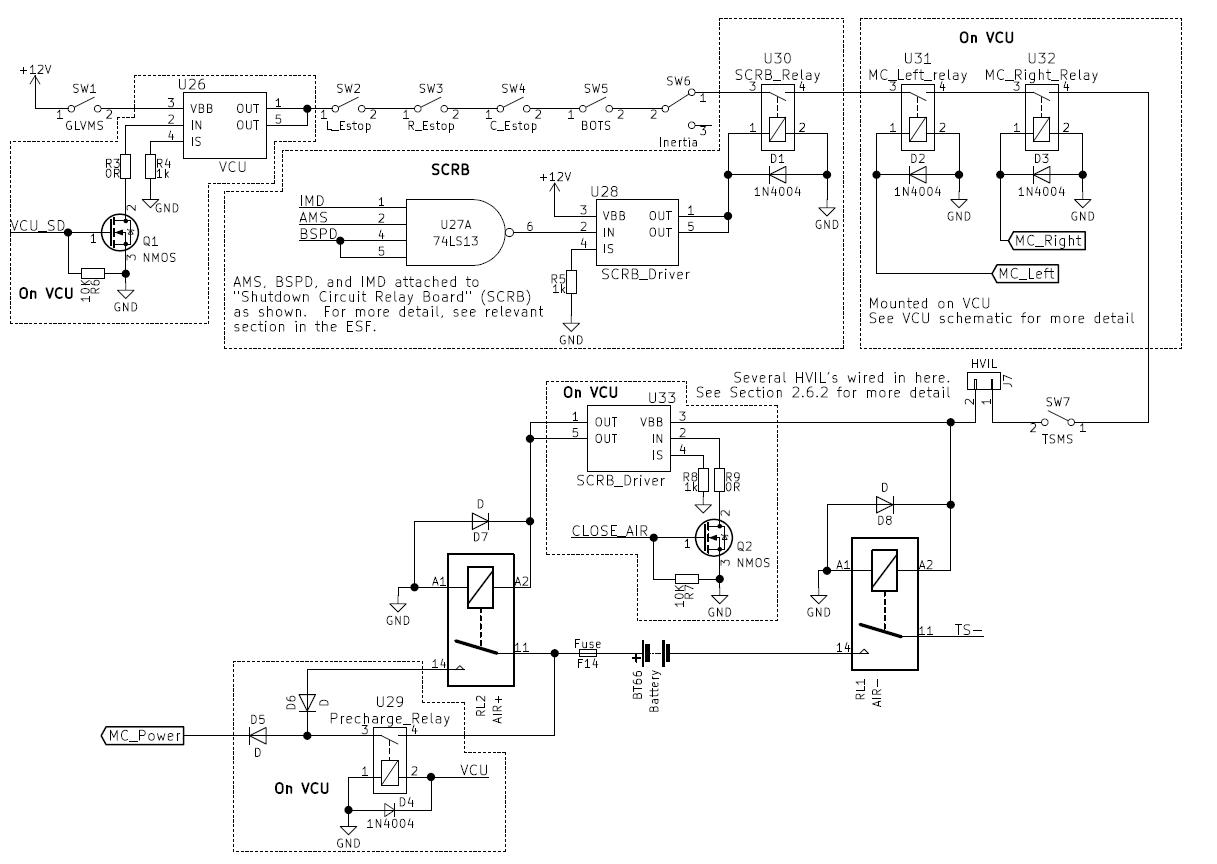 On VCU
+12V
SW1
1 2
GLVMS
U26
3 VBB OUT 1
2 IN OUT 5
4 IS
VCU
SW2
1 2
L_Estop
SW3
1 2
R_Estop
SW4
1 2
C_Estop
SW5
1 2
BOTS
SW6
2 1
3
Inertia
U30
SCRB_Relay
3 4
1 2
D1
1N4004
GND
U31
MC_Left_relay
3 4
1 2
D2
1N4004
GND
U32
MC_Right_Relay
3 4
1 2
D3
1N4004
GND
MC_Right
MC_Left
Mounted on VCU
See VCU schematic for more detail
R3
0R
R4
1k
GND
VCU_SD
1
2
3
Q1
NMOS
10K
R6
GND
On VCU
SCRB
IMD 1
AMS 2
BSPD 4
5
U27A
74LS13
6
+12V
U28
3 VBB OUT 1
2 IN OUT 5
4 IS
SCRB_Driver
R5
1k
GND
AMS, BSPD, and IMD attached to
"Shutdown Circuit Relay Board" (SCRB)
as shown. For more detail, see relevant
section in the ESF.
Several HVIL's wired in here.
See Section 2.6.2 for more detail
HVIL
J7
2 1
SW7
2 1
TSMS
On VCU
U33
1 OUT VBB 3
5 OUT IN 2
IS 4
SCRB_Driver
R8
1k
R9
0R
CLOSE_AIR
1
2
3
Q2
NMOS
10K
R7
GND
D
D7
A1 A2
GND
11
14
RL2
AIR+
Fuse
F14
+
BT66
Battery
D
D8
A1 A2
GND
11
TS-
14
RL1
AIR-
D6
D
MC_Power
D5
D
U29
Precharge_Relay
3 4
1 2
VCU
D4
1N4004
GND
On VCU